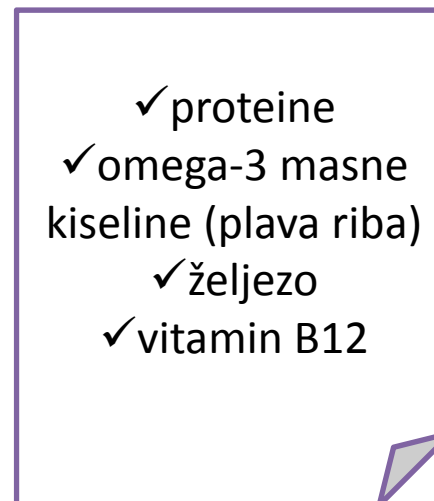 ✓proteine
✓omega-3 masne
kiseline (plava riba)
✓željezo
✓vitamin B12